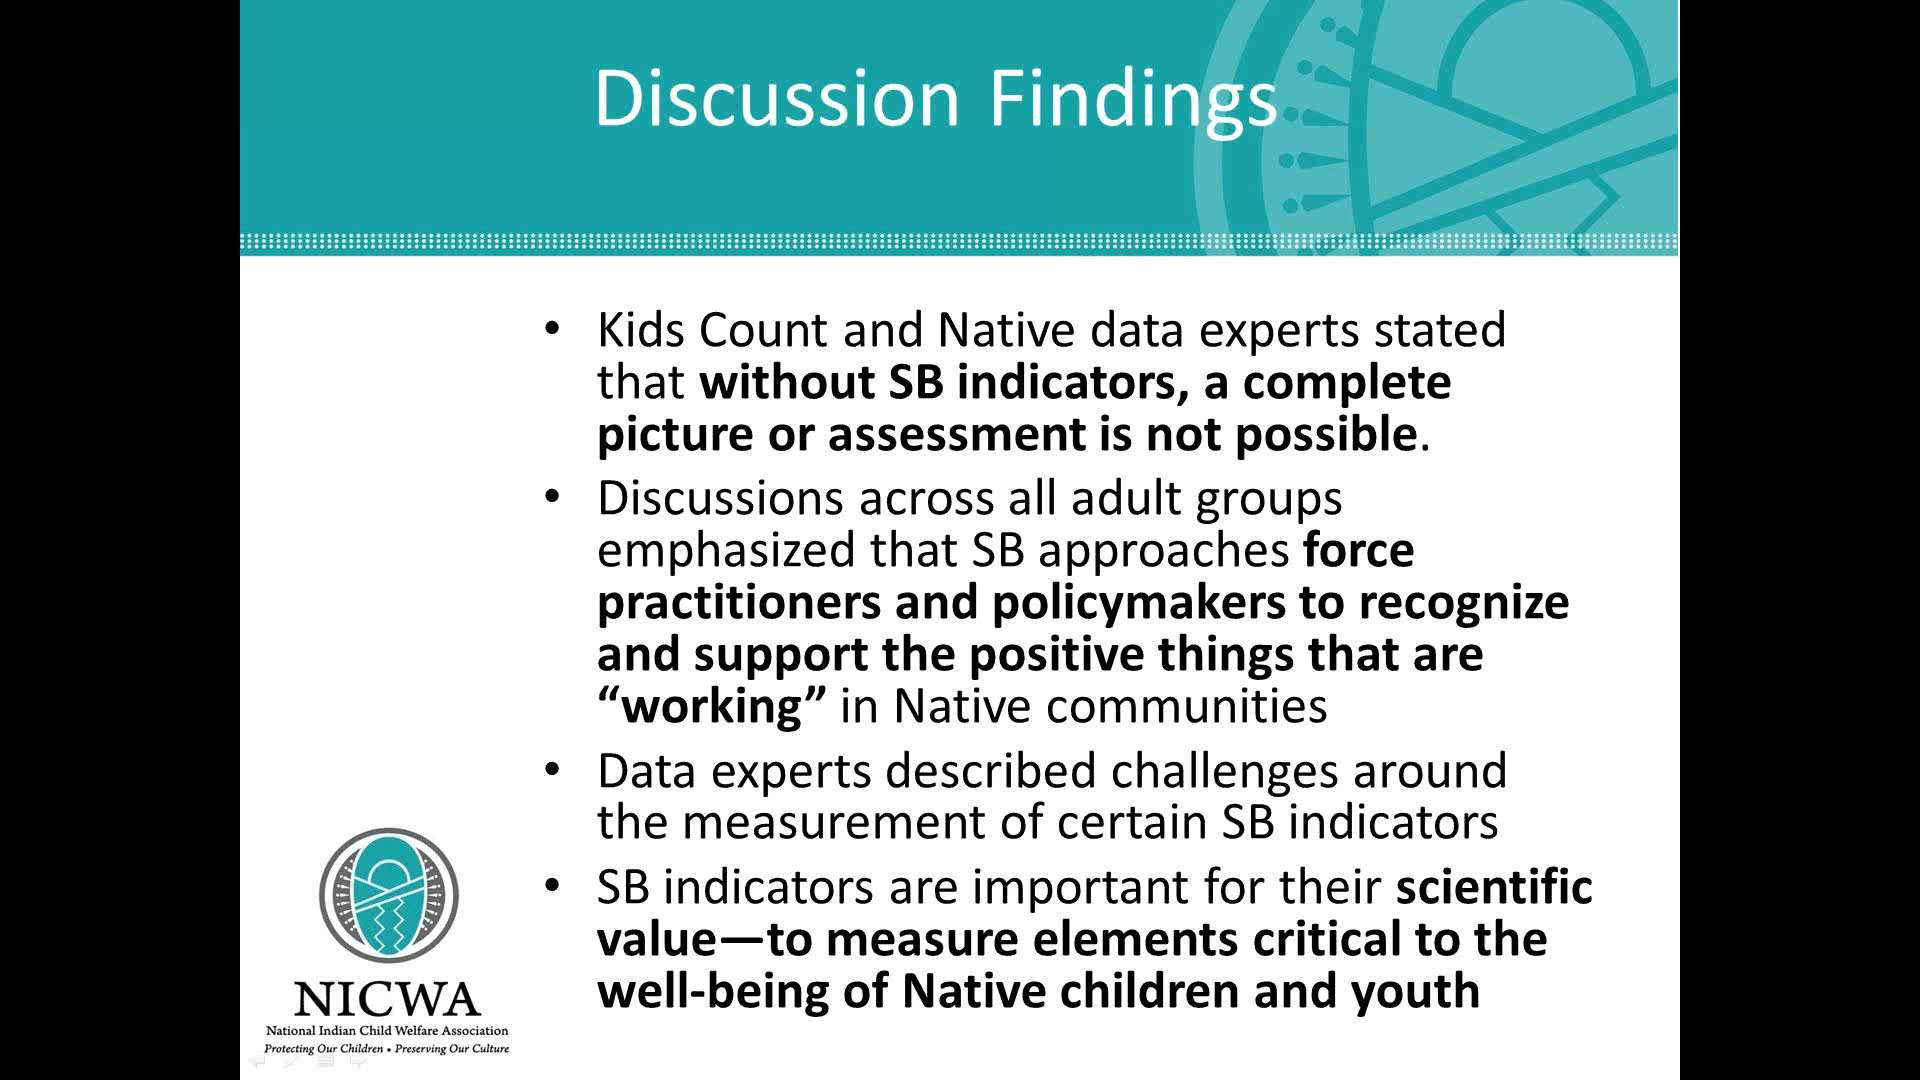 Discussion Findings
• Kids Count and Native data experts stated
that without SB indicators, a complete
picture or assessment is not possible.
• Discussions across all adult groups
emphasized that SB approaches force
practitioners and policymakers to recognize
and support the positive things that are
“working” in Native communities
• Data experts described challenges around
the measurement of certain SB indicators
• SB indicators are important for their scientific
value—to measure elements critical to the
well-being of Native children and youth
NICWA
National Indian Child Welfare Association
Protecting Our Children • Preserving Our Culture